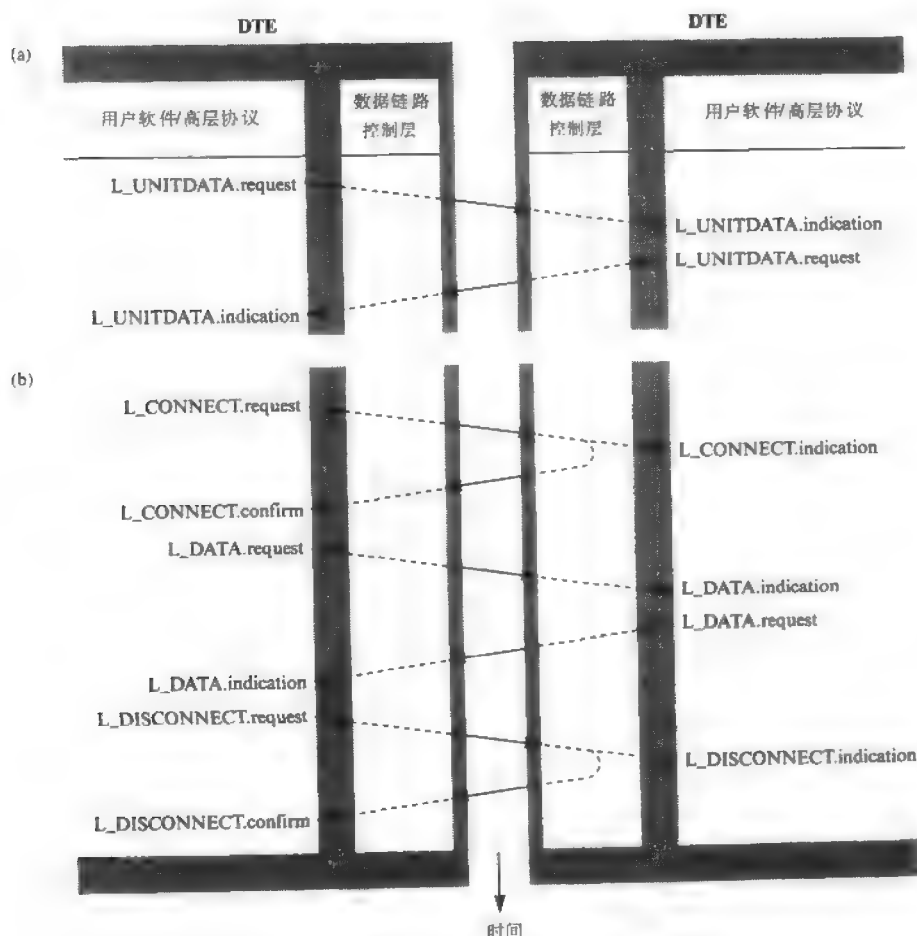 DTE
DTE
(a)
用户软件/高层协议
数据链路
控制层
数据链路
控制层
用户软件/高层协议
L_UNITDATA.request
L_UNITDATA.indication
L_UNITDATA.request
L_UNITDATA.indication
(b)
L_CONNECT.request
L_CONNECT.indication
L_CONNECT.confirm
L_DATA.request
L_DATA.indication
L_DATA.request
L_DATA.indication
L_DISCONNECT.request
L_DISCONNECT.indication
L_DISCONNECT.confirm
时间